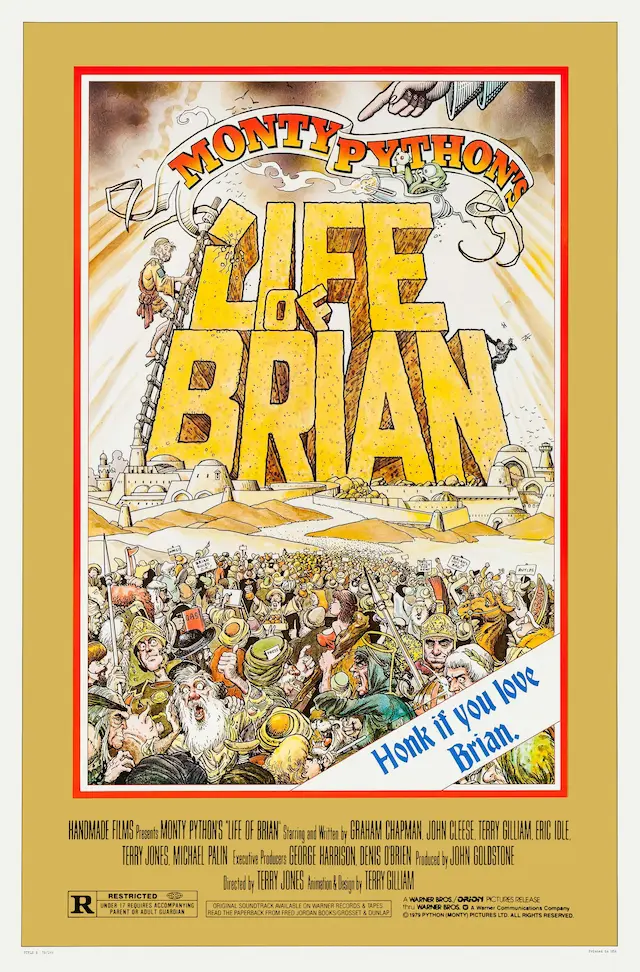 MONTY PYTHON'S
LIFE
OF
BRIAN
Honk if you love
Brian.
HANDMADE FILMS Presents MONTY PYTHON'S "LIFE OF BRIAN" Starring and Written by GRAHAM CHAPMAN, JOHN CLEESE, TERRY GILLIAM, ERIC IDLE,
TERRY JONES, MICHAEL PALIN Executive Producers GEORGE HARRISON, DENIS O'BRIEN Produced by JOHN GOLDSTONE
Directed by TERRY JONES Animation & Design by TERRY GILLIAM
R
RESTRICTED
UNDER 17 REQUIRES ACCOMPANYING
PARENT OR ADULT GUARDIAN
ORIGINAL SOUNDTRACK AVAILABLE ON WARNER RECORDS & TAPES.
READ THE PAPERBACK FROM FRED JORDAN BOOKS/GROSSET & DUNLAP.
A WARNER BROS./ORION PICTURES RELEASE
thru WARNER BROS. A Warner Communications Company
© 1979 PYTHON (MONTY) PICTURES LTD. ALL RIGHTS RESERVED.